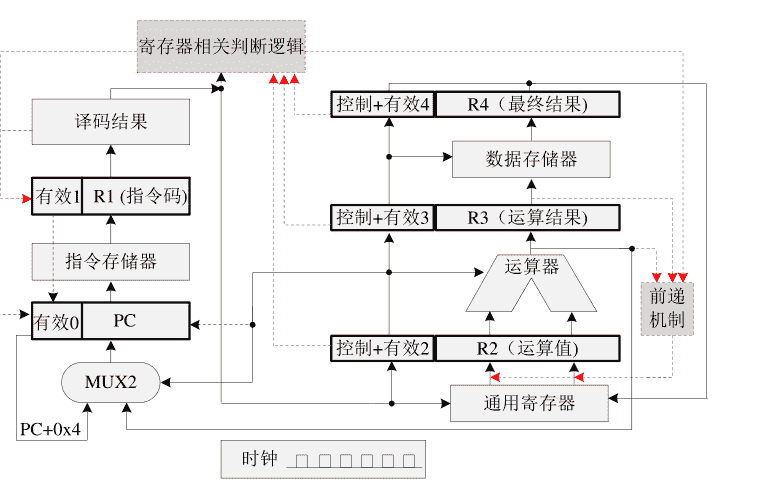 寄存器相关判断逻辑
控制+有效4
R4（最终结果）
译码结果
数据存储器
有效1
R1 (指令码)
控制+有效3
R3（运算结果）
指令存储器
运算器
前递
机制
有效0
PC
控制+有效2
R2（运算值）
MUX2
通用寄存器
PC+0x4
时钟